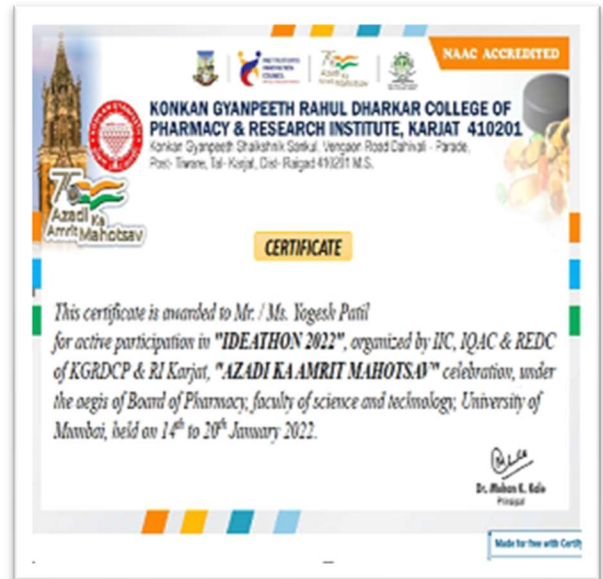 NAAC ACCREDITED
KONKAN GYANPEETH RAHUL DHARKAR COLLEGE OF
PHARMACY & RESEARCH INSTITUTE, KARJAT 410201
Konkan Gyanpeeth Shaikshnik Sankul, Vengaon Road Dahivali - Parade,
Post- Tiware, Tal- Karjat, Dist- Raigad 410201 M.S.
75
Azadi Ka
Amrit Mahotsav
CERTIFICATE
This certificate is awarded to Mr. / Ms. Yogesh Patil
for active participation in "IDEATHON 2022", organized by IIC, IQAC & REDC
of KGRDCP & RI Karjat, "AZADI KA AMRIT MAHOTSAV" celebration, under
the aegis of Board of Pharmacy, faculty of science and technology, University of
Mumbai, held on 14th to 20th January 2022.
Dr. Mohan K. Kale
Principal
Made for free with Certify